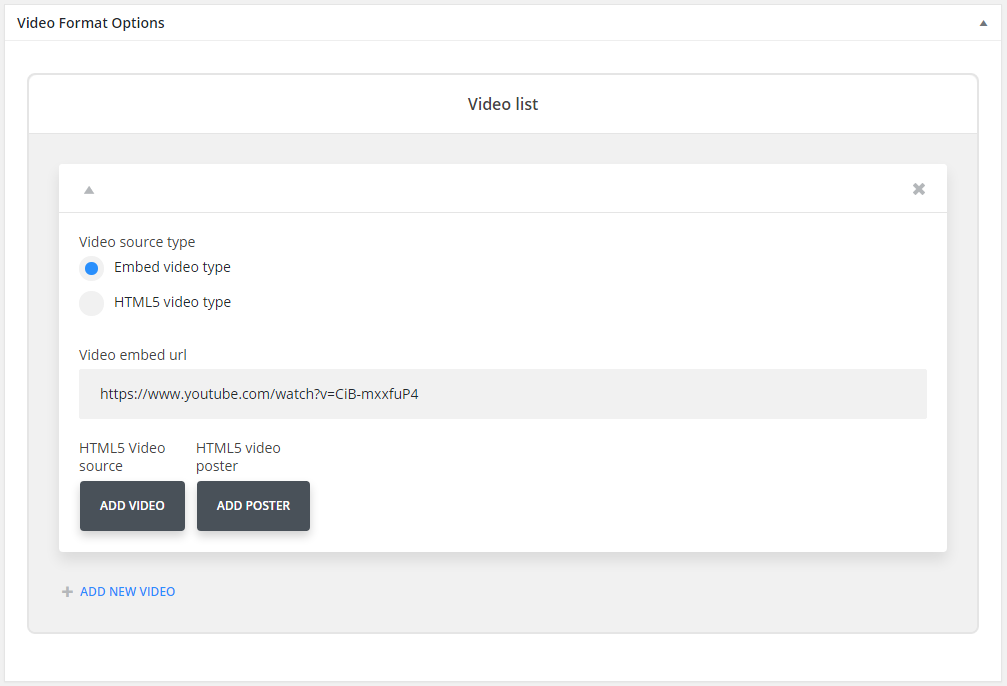 Video Format Options
Video list
Video source type
Embed video type
HTML5 video type
Video embed url
https://www.youtube.com/watch?v=CiB-mxxfuP4
HTML5 Video
source
HTML5 video
poster
ADD VIDEO
ADD POSTER
ADD NEW VIDEO